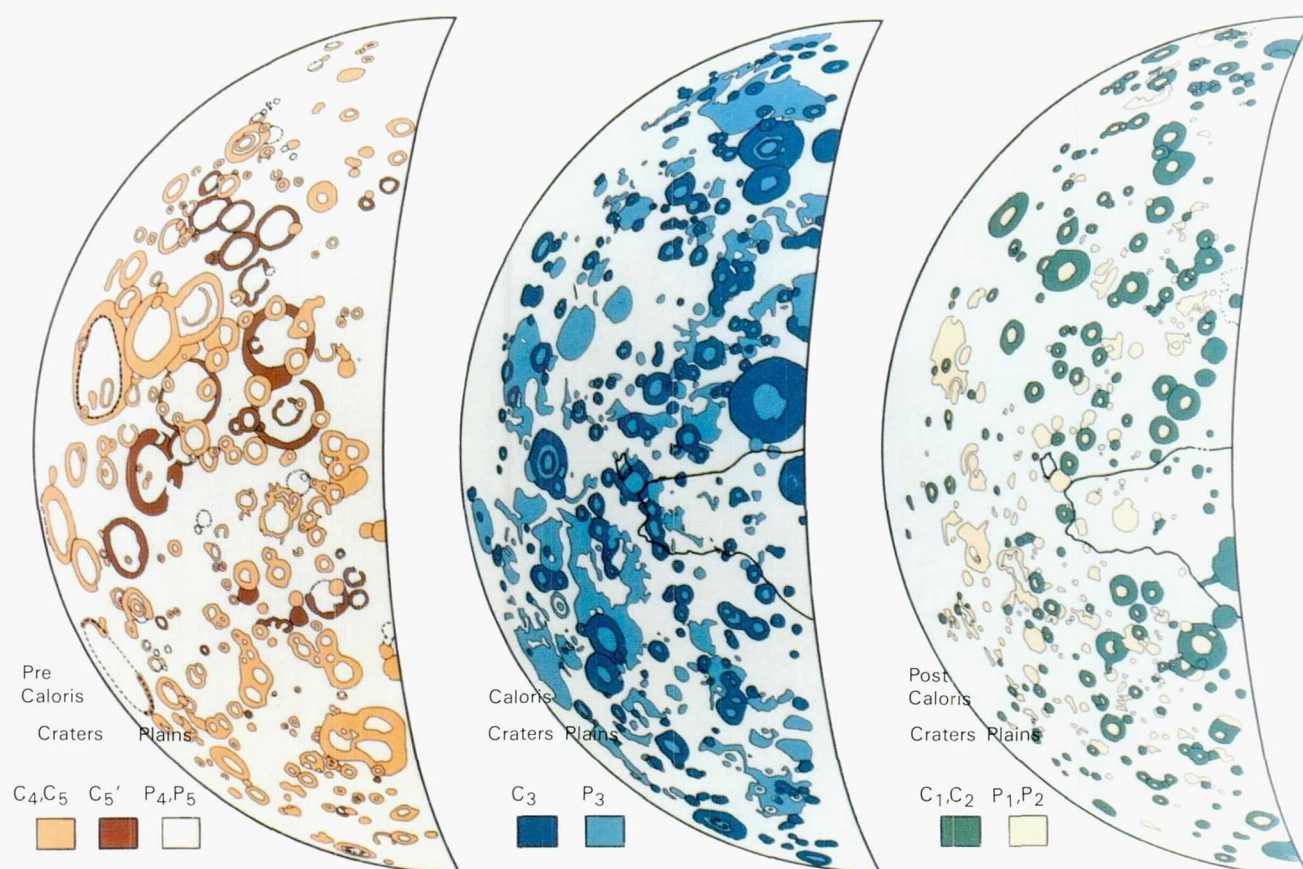 Pre
Caloris
Craters Plains
C₄,C₅ C₅′ P₄,P₅
Caloris
Craters Plains
C₃ P₃
Post
Caloris
Craters Plains
C₁,C₂ P₁,P₂